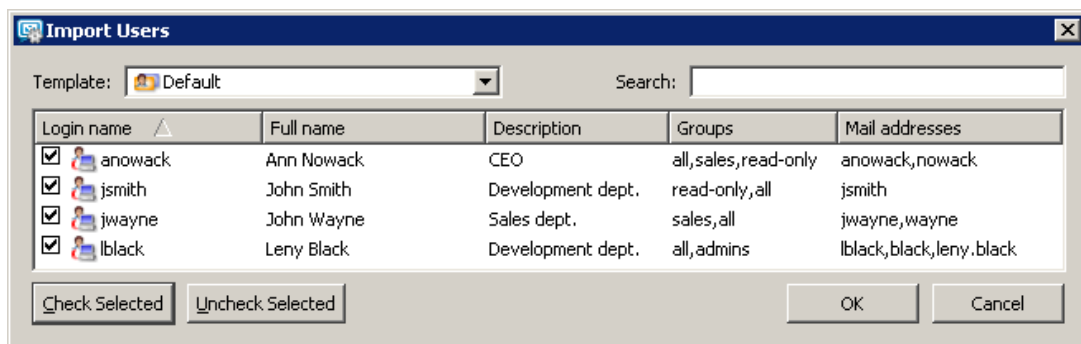 Import Users
Template: Default Search:
Login name Full name Description Groups Mail addresses
anowack Ann Nowack CEO all,sales,read-only anowack,nowack
jsmith John Smith Development dept. read-only,all jsmith
jwayne John Wayne Sales dept. sales,all jwayne,wayne
lblack Leny Black Development dept. all,admins lblack,black,leny.black
Check Selected Uncheck Selected OK Cancel